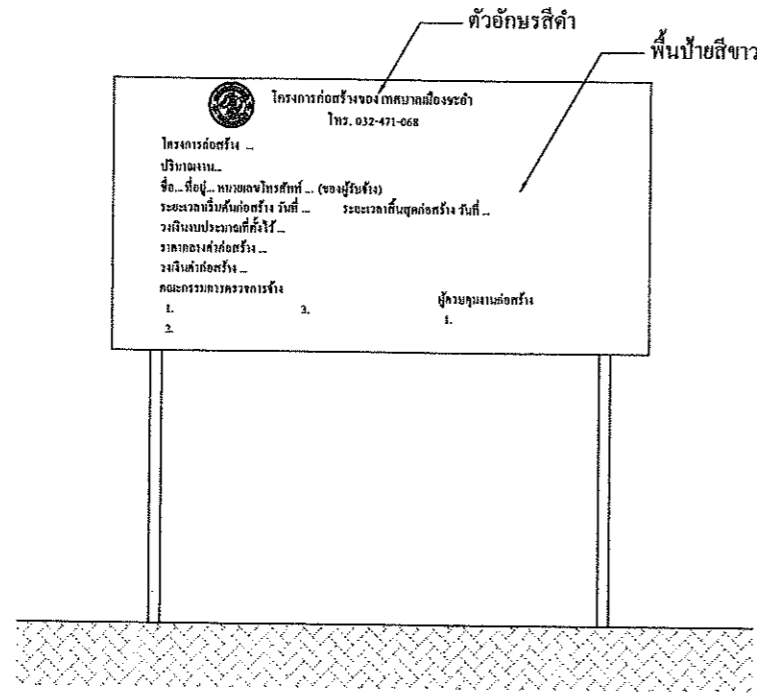 ตัวอักษรสีดำ
พื้นป้ายสีขาว
โครงการก่อสร้างของเทศบาลเมืองชะอำ
โทร. 032-471-068
โครงการก่อสร้าง ...
ปริมาณงาน...
ชื่อ... ที่อยู่... หมายเลขโทรศัพท์ ... (ของผู้รับจ้าง)
ระยะเวลาเริ่มต้นก่อสร้าง วันที่ ... ระยะเวลาสิ้นสุดก่อสร้าง วันที่ ...
วงเงินงบประมาณที่ตั้งไว้ ...
ราคากลางค่าก่อสร้าง ...
วงเงินค่าก่อสร้าง ...
คณะกรรมการตรวจการจ้าง ผู้ควบคุมงานก่อสร้าง
1. 3. 1.
2.